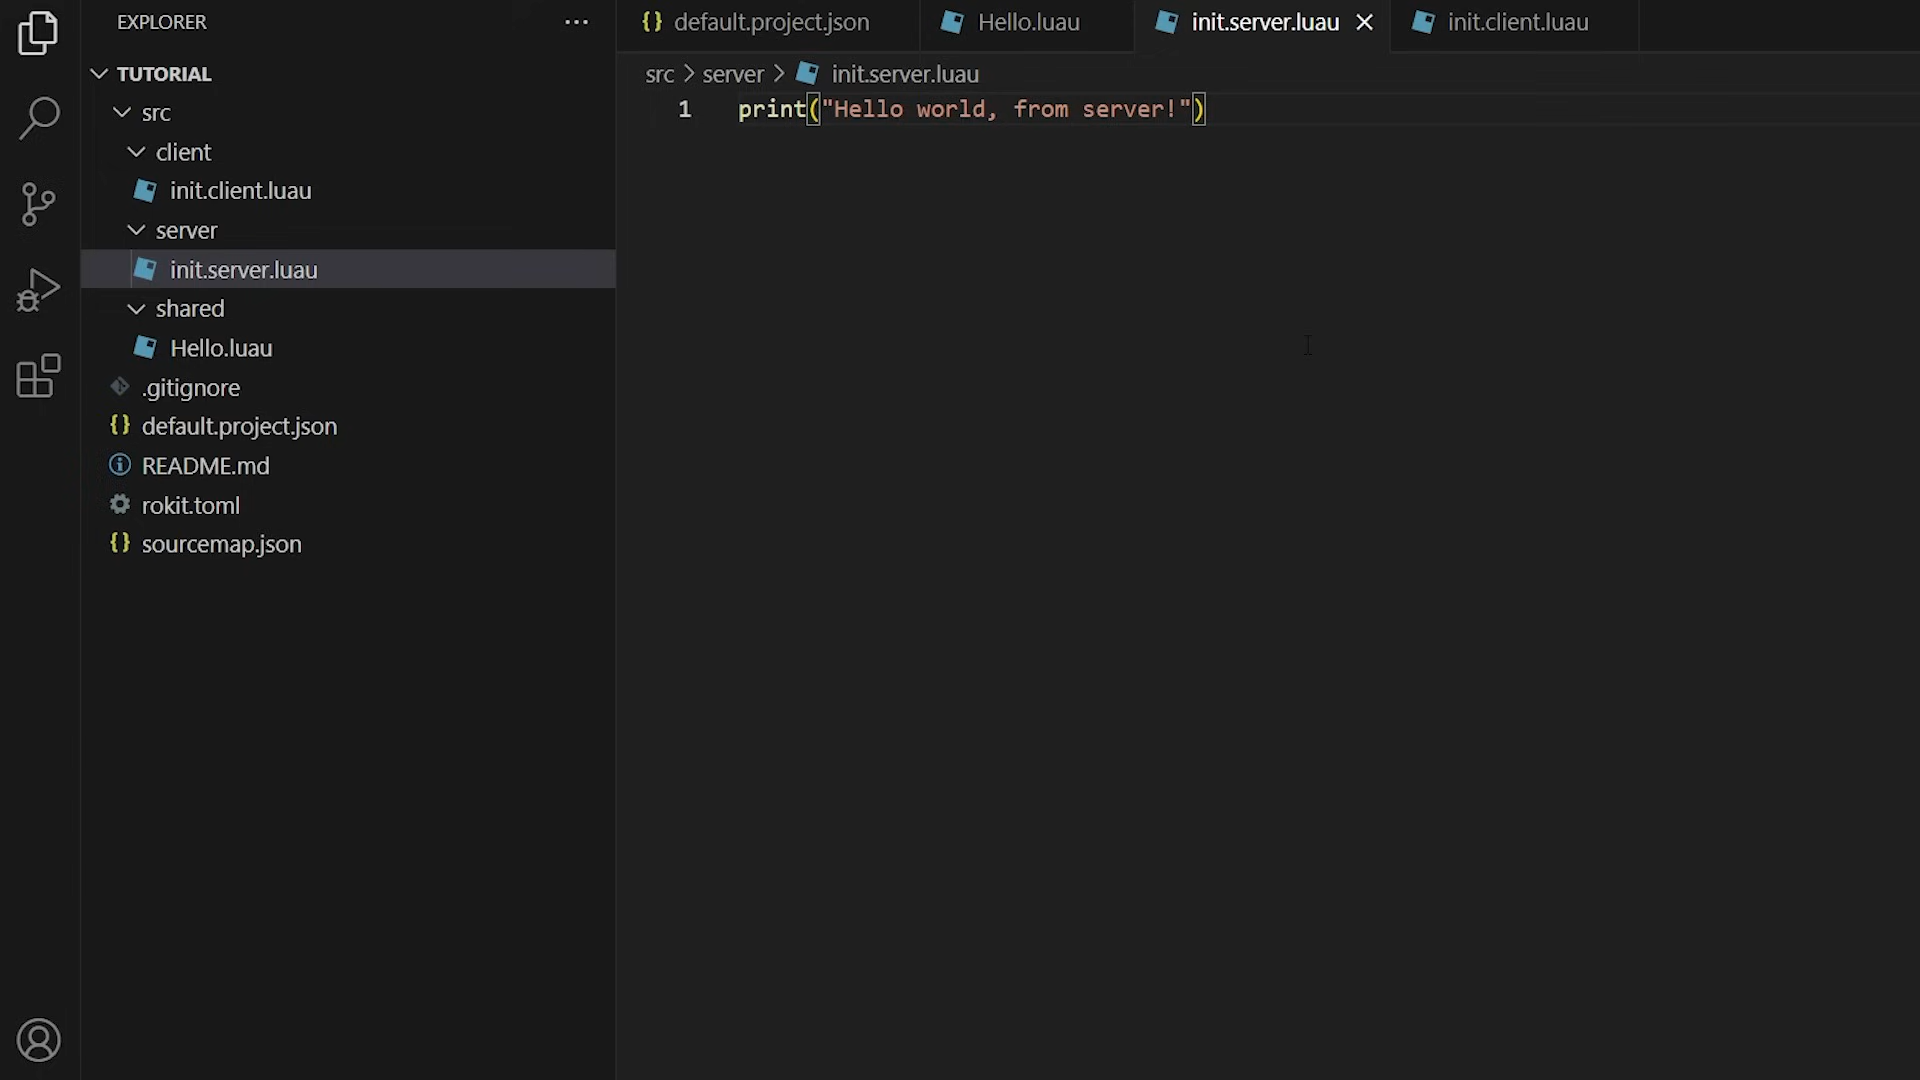 EXPLORER
TUTORIAL
src
client
init.client.luau
server
init.server.luau
shared
Hello.luau
.gitignore
{} default.project.json
README.md
rokit.toml
{} sourcemap.json
{} default.project.json
Hello.luau
init.server.luau
init.client.luau
src > server > init.server.luau
1 print("Hello world, from server!")